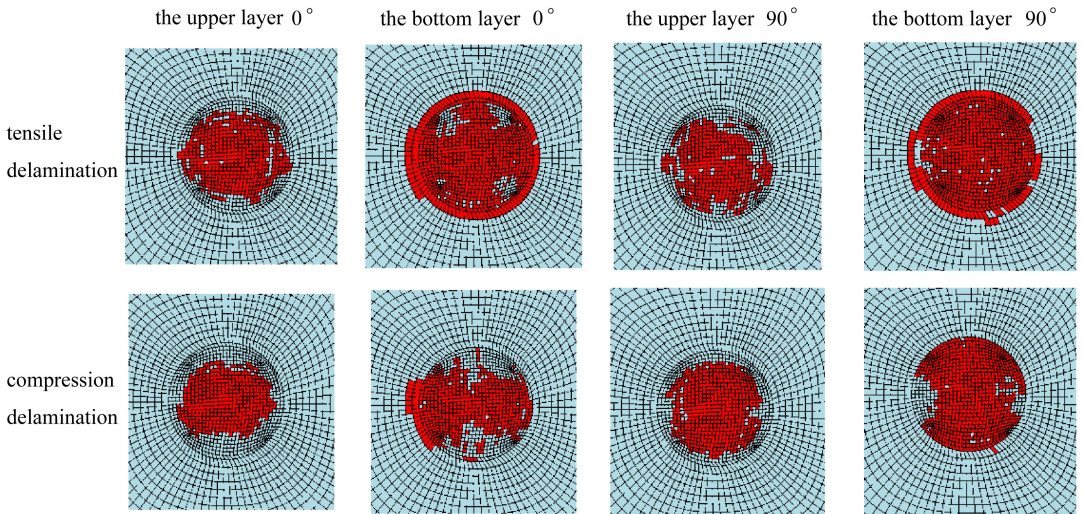 the upper layer 0°
the bottom layer 0°
the upper layer 90°
the bottom layer 90°
tensile
delamination
compression
delamination